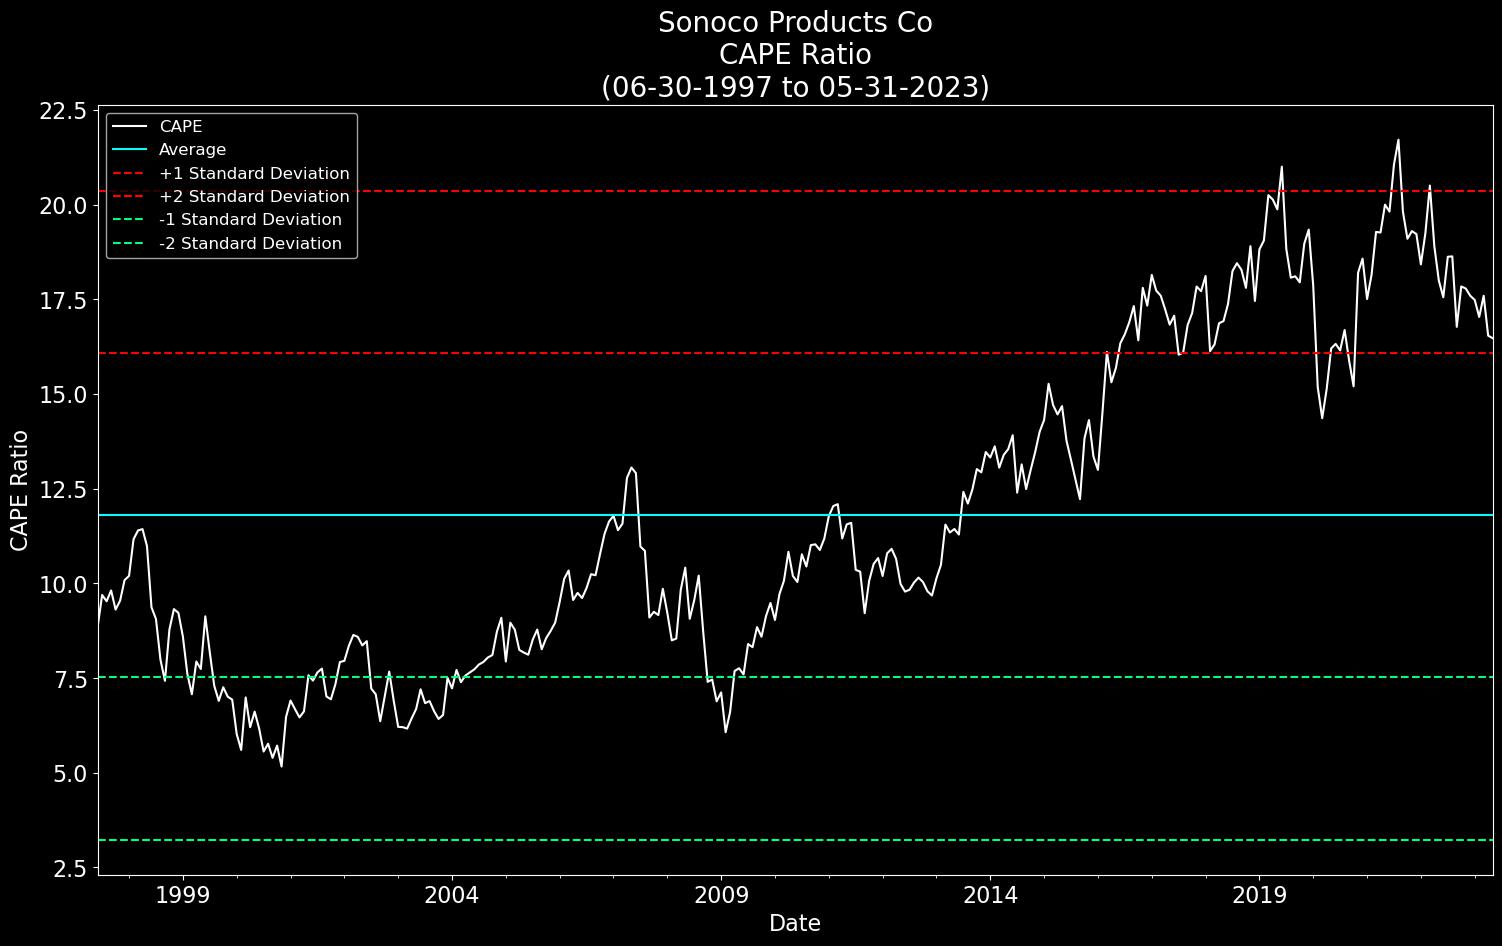 Sonoco Products Co
CAPE Ratio
(06-30-1997 to 05-31-2023)
22.5
20.0
17.5
15.0
12.5
10.0
7.5
5.0
2.5
CAPE Ratio
CAPE
Average
+1 Standard Deviation
+2 Standard Deviation
-1 Standard Deviation
-2 Standard Deviation
1999 2004 2009 2014 2019
Date